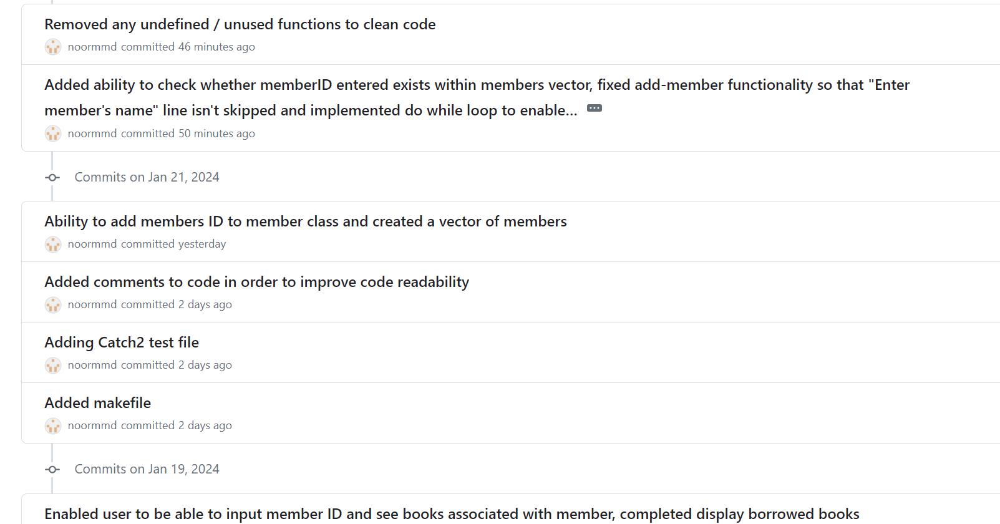 Removed any undefined / unused functions to clean code
noormmd committed 46 minutes ago
Added ability to check whether memberID entered exists within members vector, fixed add-member functionality so that "Enter
member's name" line isn't skipped and implemented do while loop to enable...
noormmd committed 50 minutes ago
Commits on Jan 21, 2024
Ability to add members ID to member class and created a vector of members
noormmd committed yesterday
Added comments to code in order to improve code readability
noormmd committed 2 days ago
Adding Catch2 test file
noormmd committed 2 days ago
Added makefile
noormmd committed 2 days ago
Commits on Jan 19, 2024
Enabled user to be able to input member ID and see books associated with member, completed display borrowed books